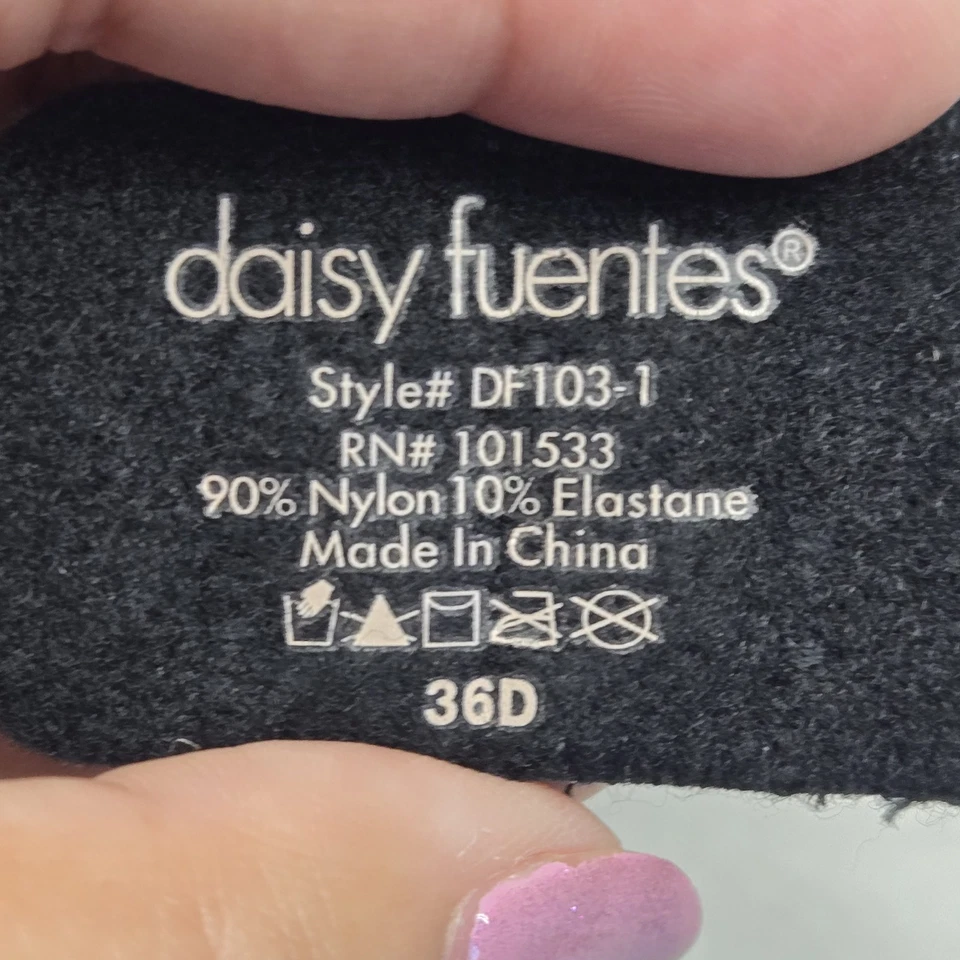 daisy fuentes®
Style# DF103-1
RN# 101533
90% Nylon 10% Elastane
Made In China
36D